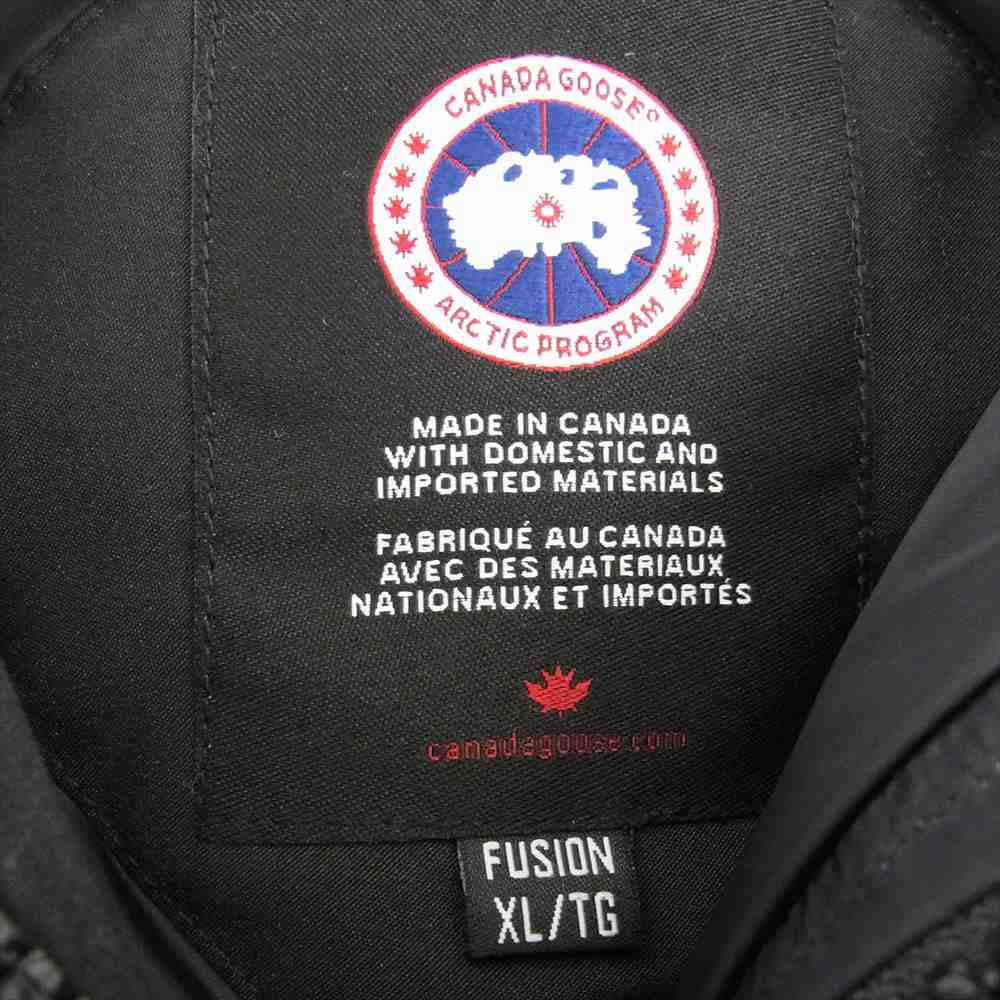 CANADA GOOSE®
ARCTIC PROGRAM
MADE IN CANADA
WITH DOMESTIC AND
IMPORTED MATERIALS
FABRIQUÉ AU CANADA
AVEC DES MATERIAUX
NATIONAUX ET IMPORTÉS
canadagoose.com
FUSION
XL/TG